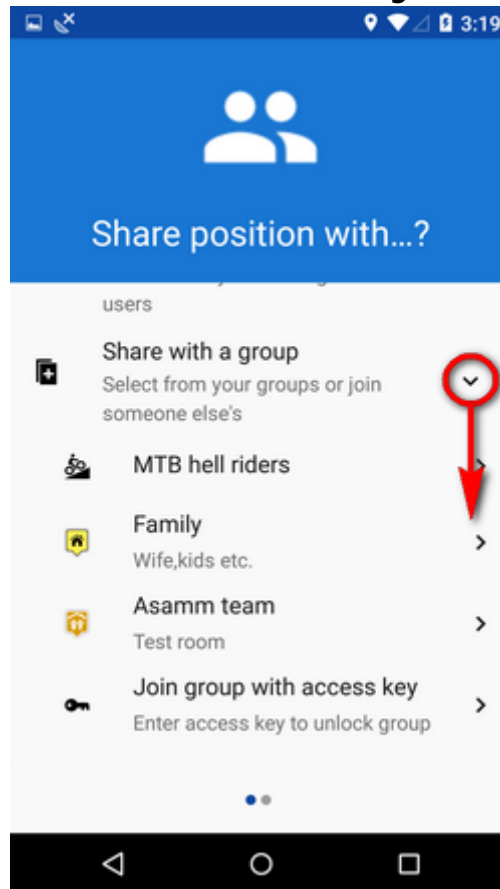 3:19
Share position with...?
users
Share with a group
Select from your groups or join
someone else's
MTB hell riders
Family
Wife,kids etc.
Asamm team
Test room
Join group with access key
Enter access key to unlock group